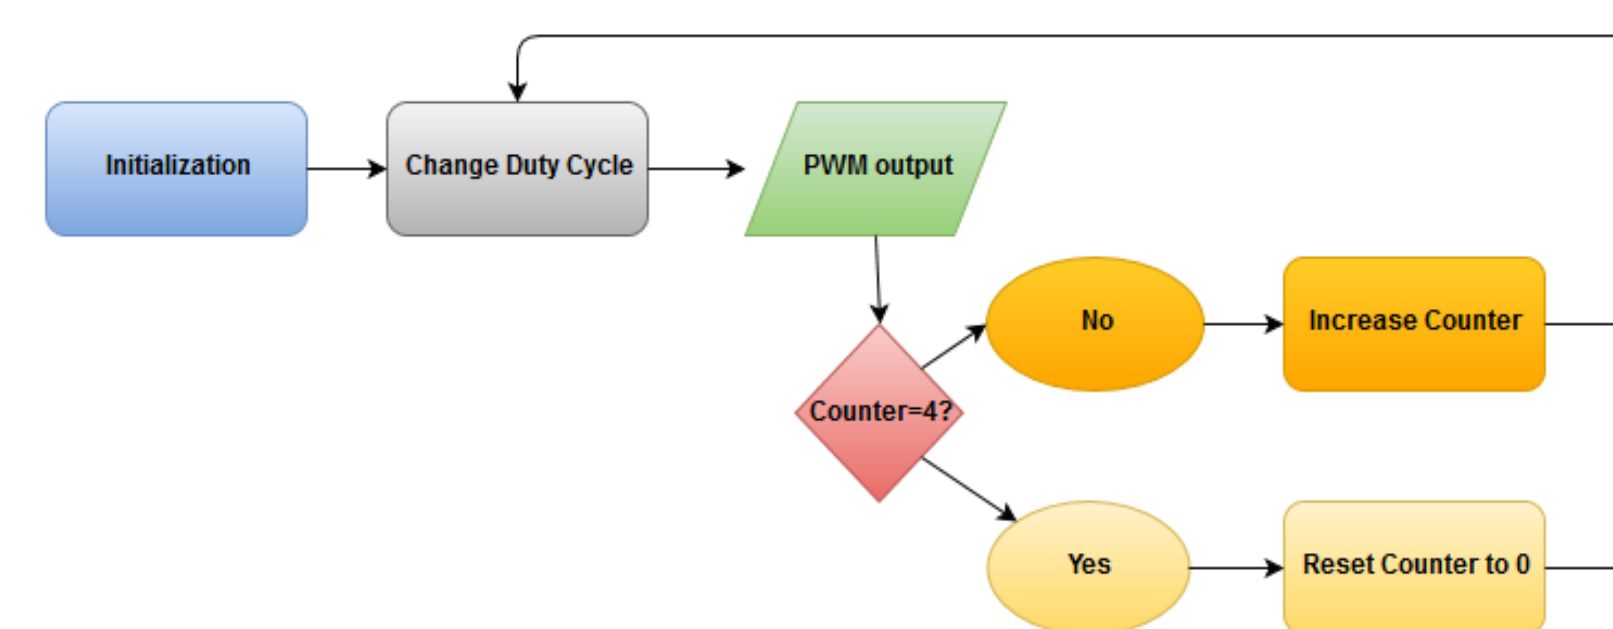 Initialization
Change Duty Cycle
PWM output
No
Increase Counter
Counter=4?
Yes
Reset Counter to 0